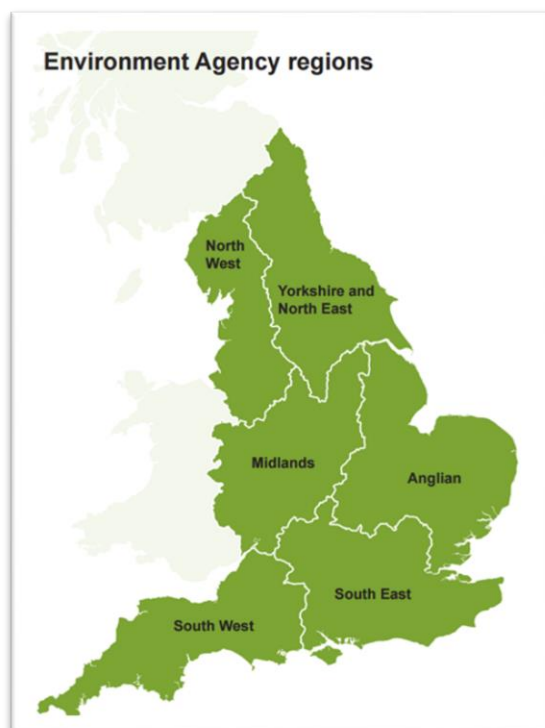 Environment Agency regions
North
West
Yorkshire and
North East
Midlands
Anglian
South East
South West